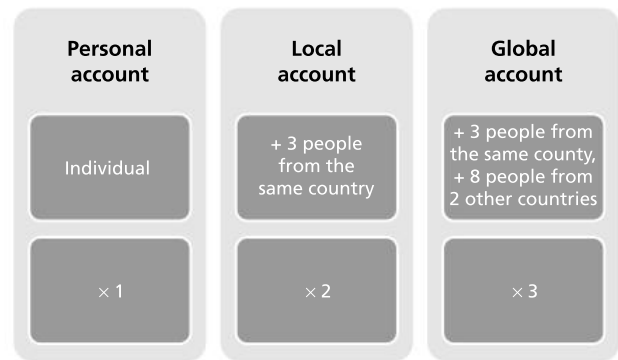 Personal
account
Individual
× 1
Local
account
+ 3 people
from the
same country
× 2
Global
account
+ 3 people from
the same county,
+ 8 people from
2 other countries
× 3